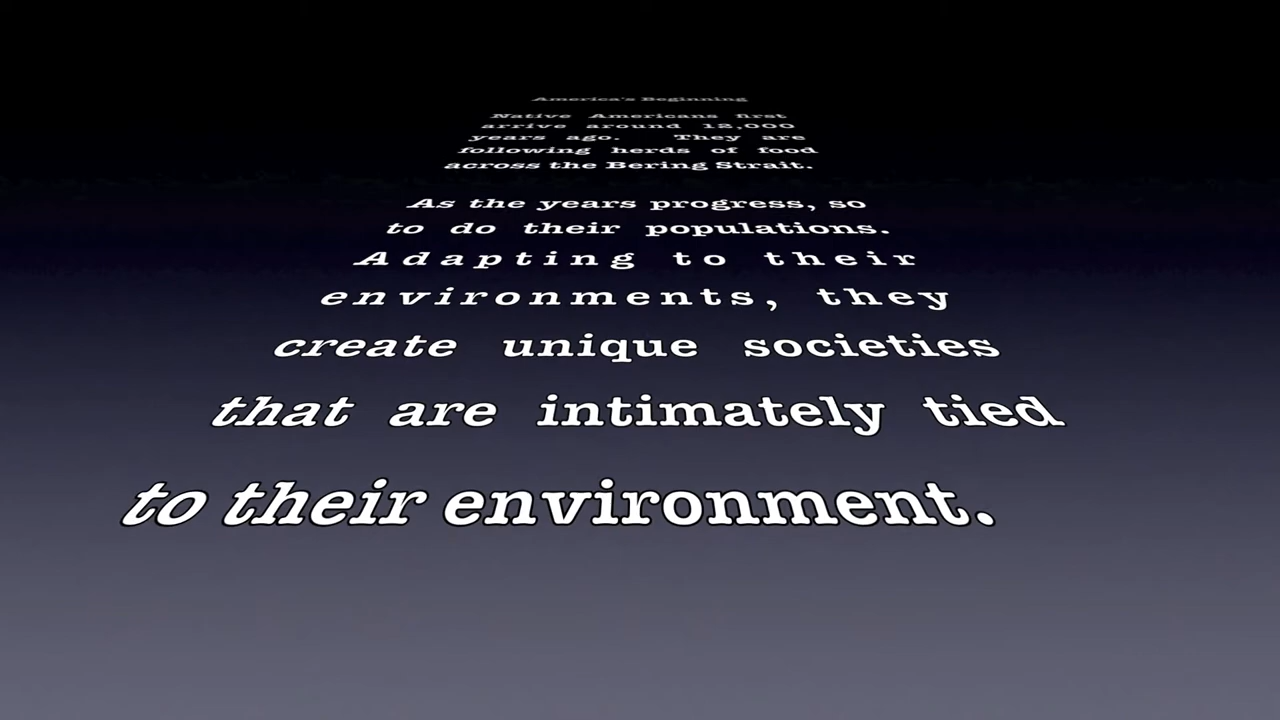 America's Beginning
Native Americans first
arrive around 12,000
years ago. They are
following herds of food
across the Bering Strait.
As the years progress, so
to do their populations.
Adapting to their
environments, they
create unique societies
that are intimately tied
to their environment.